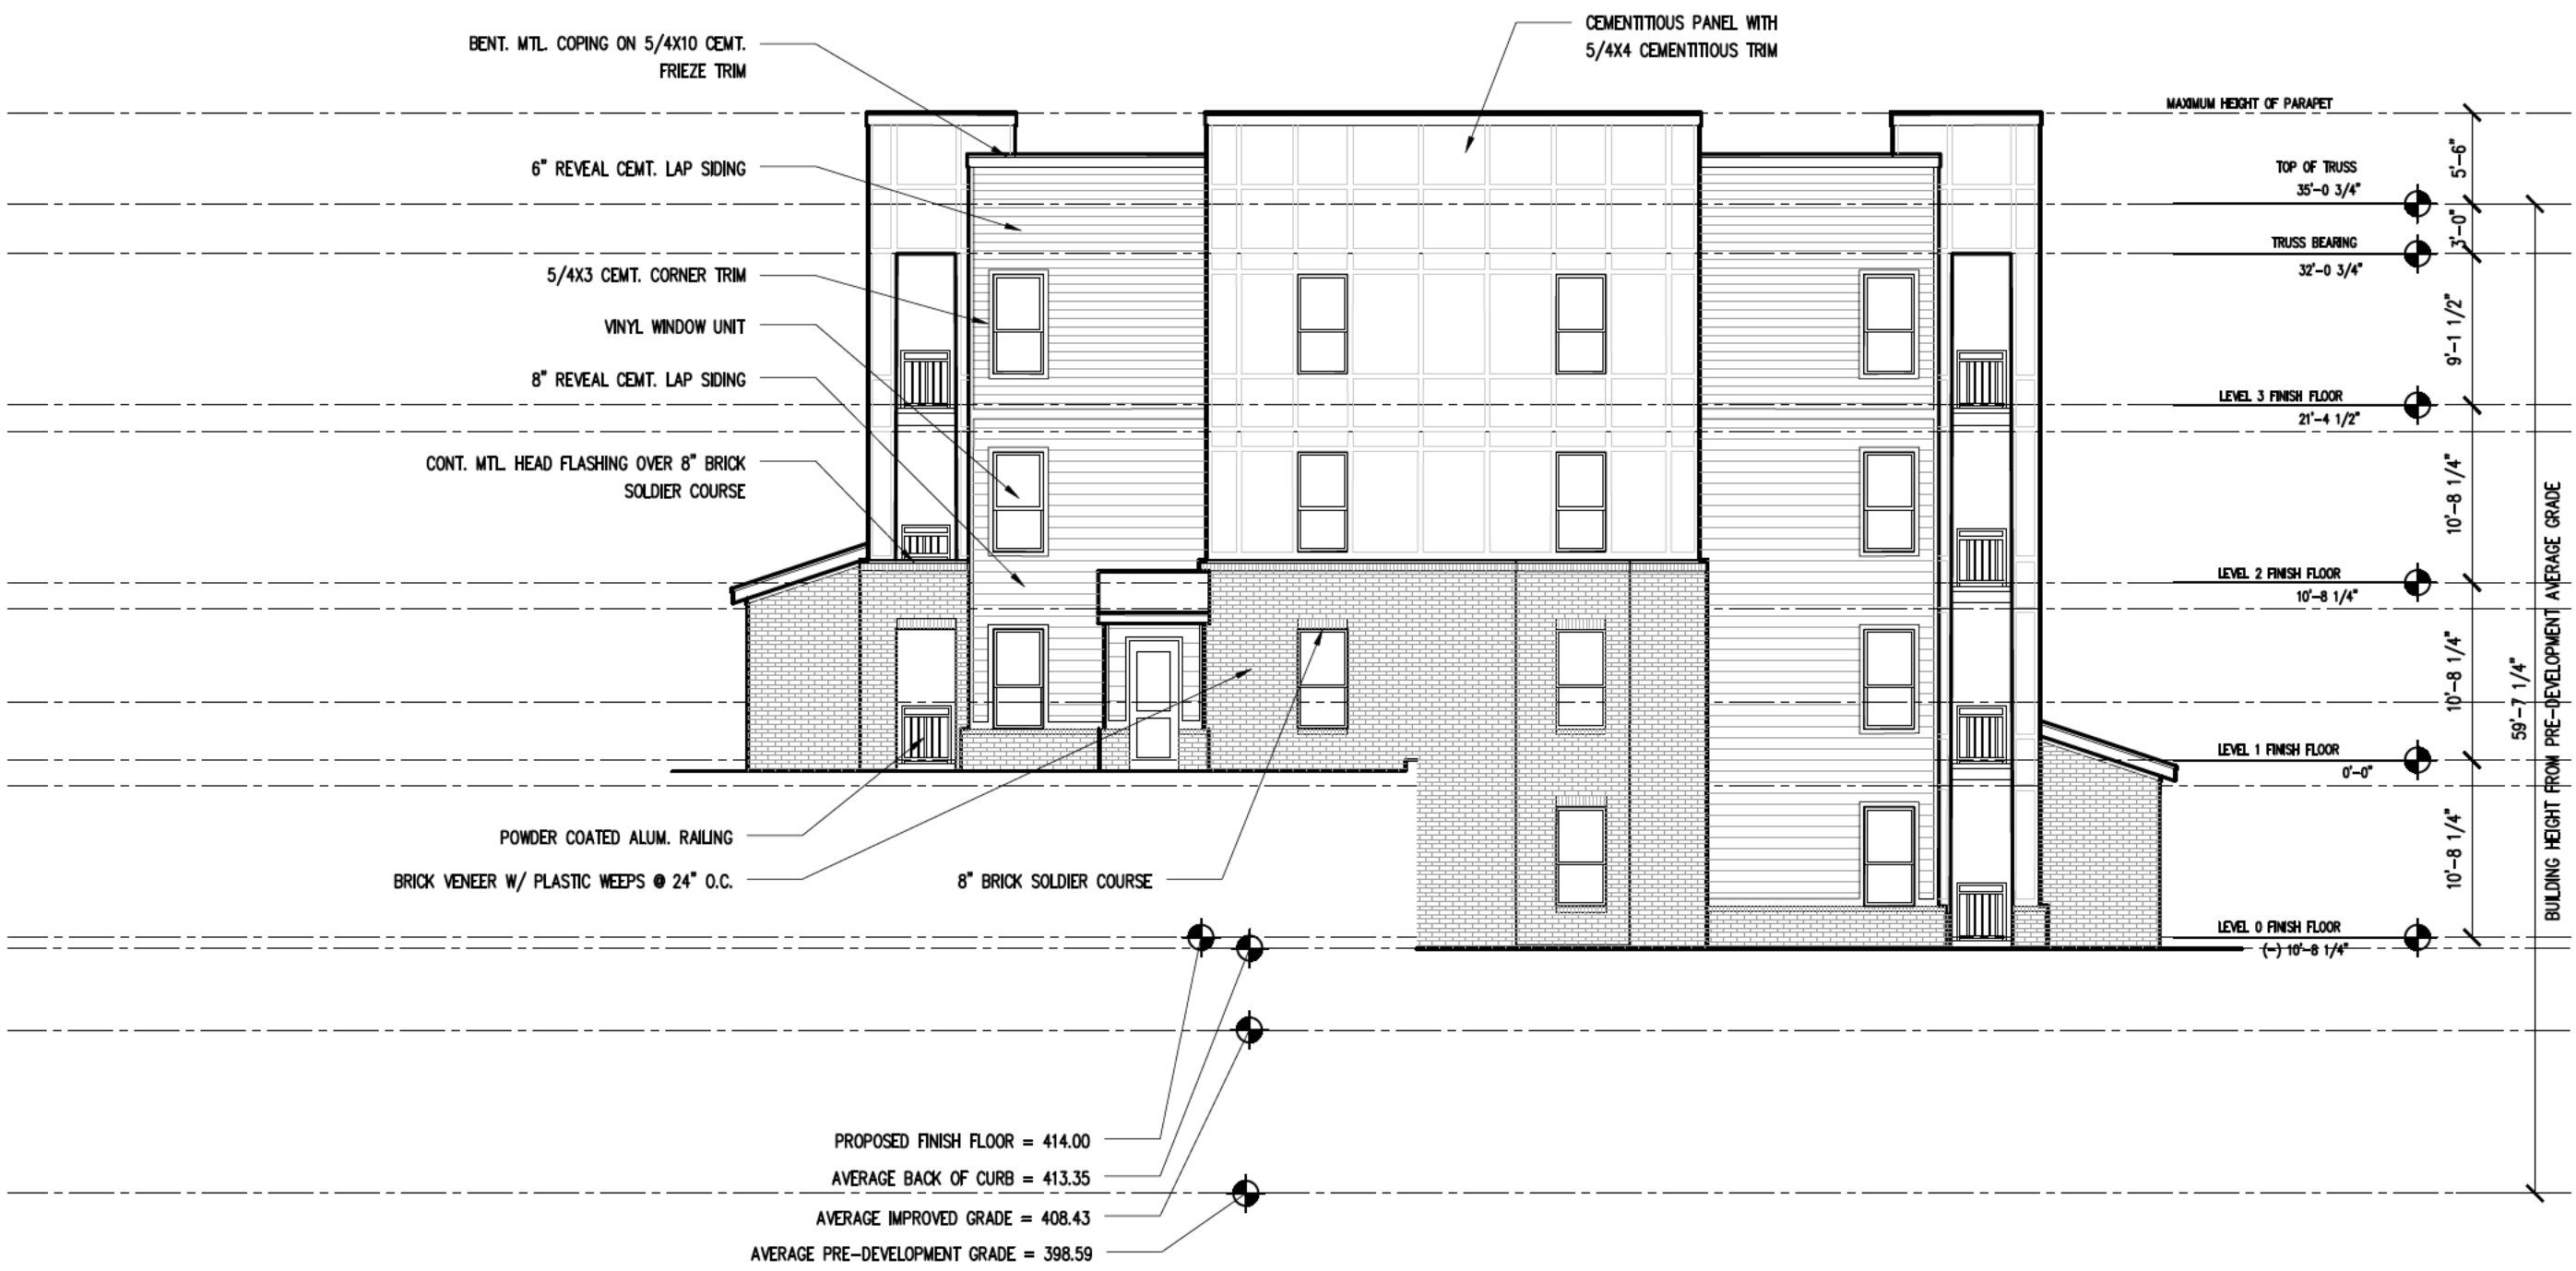 CEMENTITIOUS PANEL WITH
5/4X4 CEMENTITIOUS TRIM
BENT. MTL. COPING ON 5/4X10 CEMT.
FRIEZE TRIM
6" REVEAL CEMT. LAP SIDING
5/4X3 CEMT. CORNER TRIM
VINYL WINDOW UNIT
8" REVEAL CEMT. LAP SIDING
CONT. MTL. HEAD FLASHING OVER 8" BRICK
SOLDIER COURSE
POWDER COATED ALUM. RAILING
BRICK VENEER W/ PLASTIC WEEPS @ 24" O.C.
8" BRICK SOLDIER COURSE
PROPOSED FINISH FLOOR = 414.00
AVERAGE BACK OF CURB = 413.35
AVERAGE IMPROVED GRADE = 408.43
AVERAGE PRE-DEVELOPMENT GRADE = 398.59
MAXIMUM HEIGHT OF PARAPET
TOP OF TRUSS
35'-0 3/4"
TRUSS BEARING
32'-0 3/4"
LEVEL 3 FINISH FLOOR
21'-4 1/2"
LEVEL 2 FINISH FLOOR
10'-8 1/4"
LEVEL 1 FINISH FLOOR
0'-0"
LEVEL 0 FINISH FLOOR
(-) 10'-8 1/4"
5'-6"
3'-0"
9'-1 1/2"
10'-8 1/4"
10'-8 1/4"
10'-8 1/4"
59'-7 1/4"
BUILDING HEIGHT FROM PRE-DEVELOPMENT AVERAGE GRADE